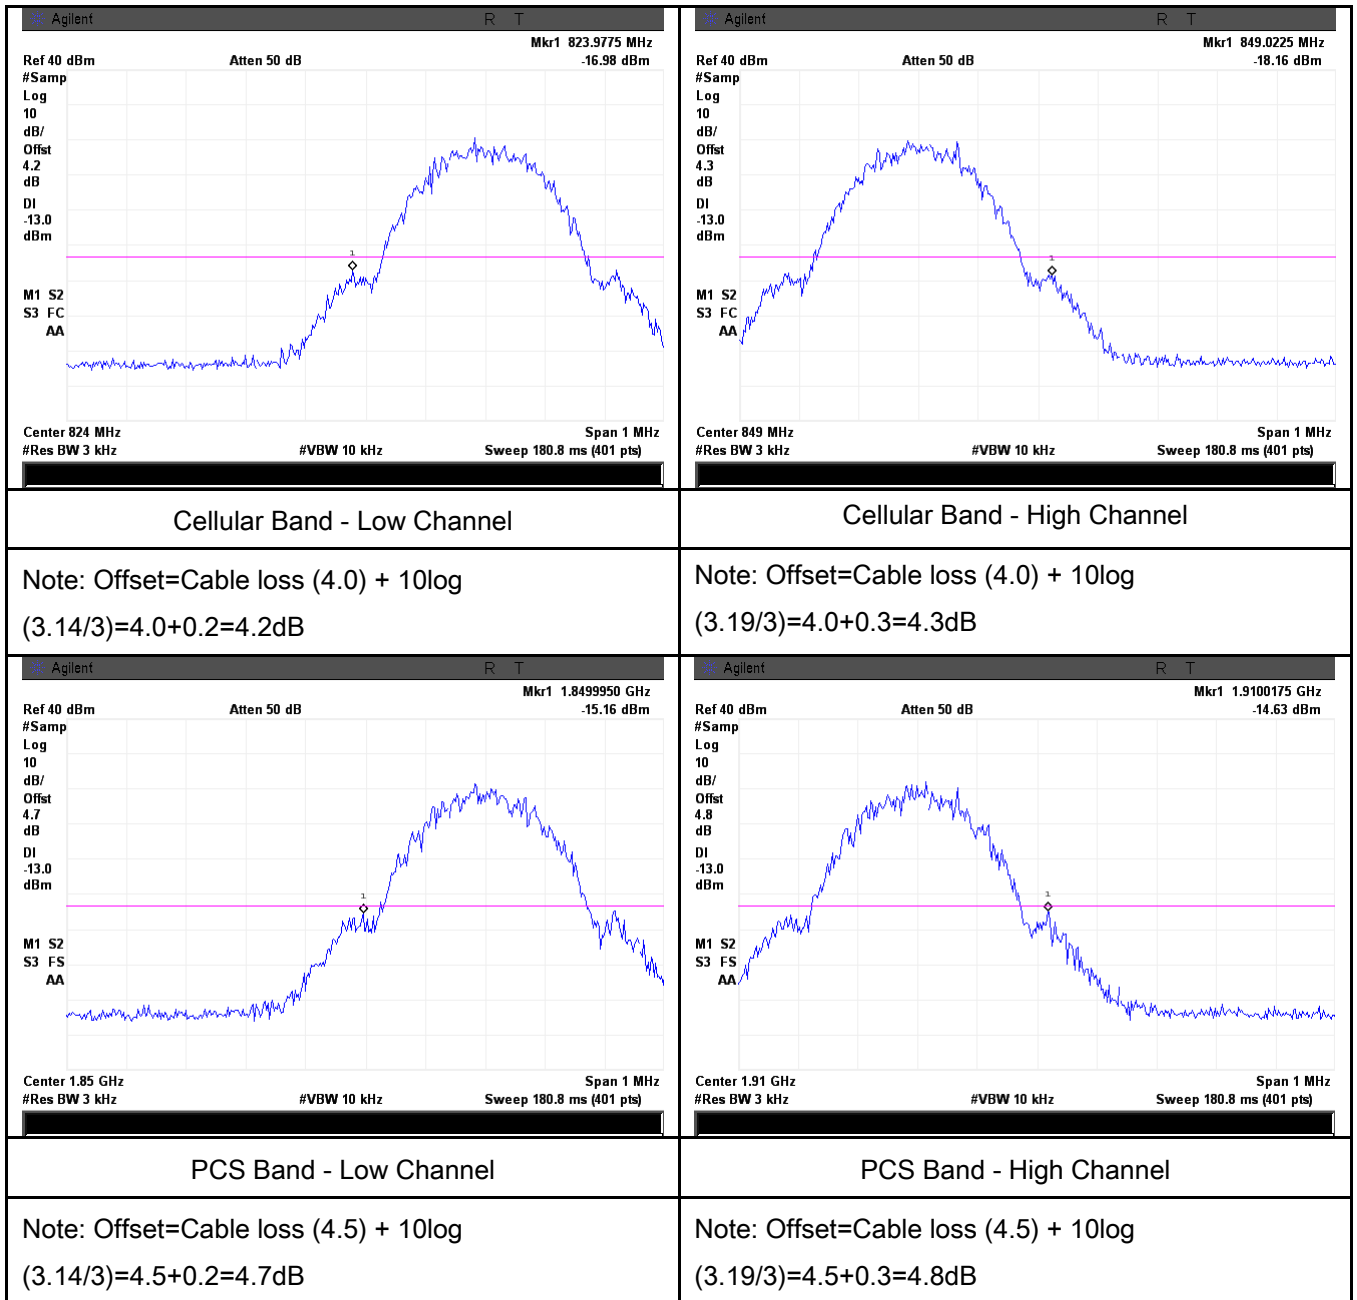 Agilent R T
Mkr1 823.9775 MHz
Ref 40 dBm Atten 50 dB -16.98 dBm
#Samp
Log
10
dB/
Offst
4.2
dB
DI
-13.0
dBm
1
M1 S2
S3 FC
AA
Center 824 MHz Span 1 MHz
#Res BW 3 kHz #VBW 10 kHz Sweep 180.8 ms (401 pts)
Cellular Band - Low Channel
Note: Offset=Cable loss (4.0) + 10log
(3.14/3)=4.0+0.2=4.2dB
Agilent R T
Mkr1 849.0225 MHz
Ref 40 dBm Atten 50 dB -18.16 dBm
#Samp
Log
10
dB/
Offst
4.3
dB
DI
-13.0
dBm
1
M1 S2
S3 FC
AA
Center 849 MHz Span 1 MHz
#Res BW 3 kHz #VBW 10 kHz Sweep 180.8 ms (401 pts)
Cellular Band - High Channel
Note: Offset=Cable loss (4.0) + 10log
(3.19/3)=4.0+0.3=4.3dB
Agilent R T
Mkr1 1.8499950 GHz
Ref 40 dBm Atten 50 dB -15.16 dBm
#Samp
Log
10
dB/
Offst
4.7
dB
DI
-13.0
dBm
1
M1 S2
S3 FS
AA
Center 1.85 GHz Span 1 MHz
#Res BW 3 kHz #VBW 10 kHz Sweep 180.8 ms (401 pts)
PCS Band - Low Channel
Note: Offset=Cable loss (4.5) + 10log
(3.14/3)=4.5+0.2=4.7dB
Agilent R T
Mkr1 1.9100175 GHz
Ref 40 dBm Atten 50 dB -14.63 dBm
#Samp
Log
10
dB/
Offst
4.8
dB
DI
-13.0
dBm
1
M1 S2
S3 FS
AA
Center 1.91 GHz Span 1 MHz
#Res BW 3 kHz #VBW 10 kHz Sweep 180.8 ms (401 pts)
PCS Band - High Channel
Note: Offset=Cable loss (4.5) + 10log
(3.19/3)=4.5+0.3=4.8dB